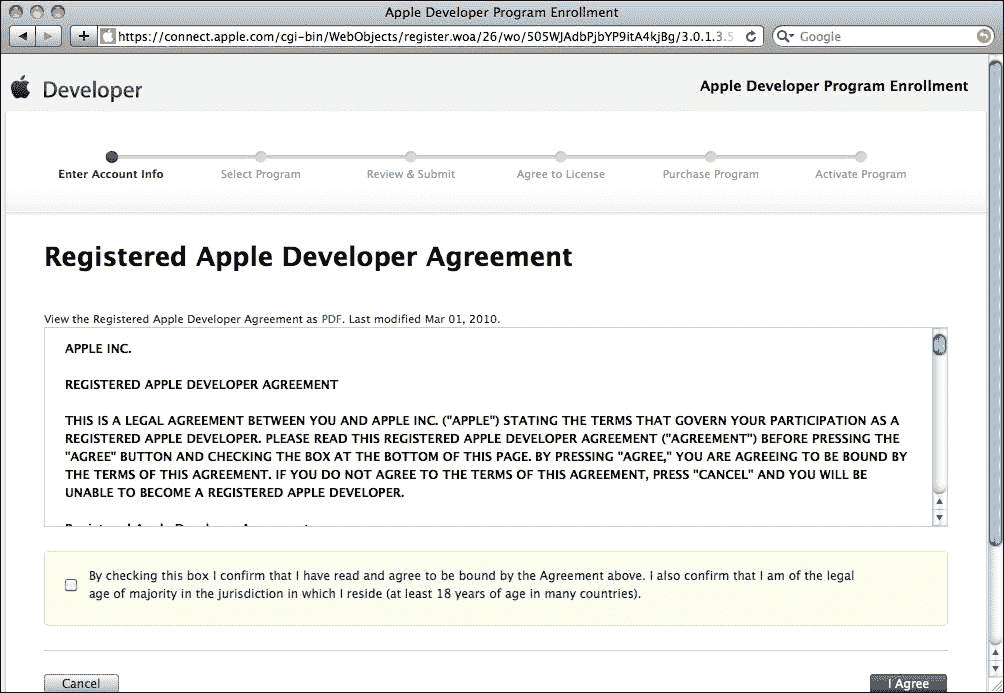 Apple Developer Program Enrollment
https://connect.apple.com/cgi-bin/WebObjects/register.woa/26/wo/505WJAdbPjbYP9itA4kjBg/3.0.1.3.5
Google
Developer
Apple Developer Program Enrollment
Enter Account Info
Select Program
Review & Submit
Agree to License
Purchase Program
Activate Program
Registered Apple Developer Agreement
View the Registered Apple Developer Agreement as PDF. Last modified Mar 01, 2010.
APPLE INC.
REGISTERED APPLE DEVELOPER AGREEMENT
THIS IS A LEGAL AGREEMENT BETWEEN YOU AND APPLE INC. ("APPLE") STATING THE TERMS THAT GOVERN YOUR PARTICIPATION AS A
REGISTERED APPLE DEVELOPER. PLEASE READ THIS REGISTERED APPLE DEVELOPER AGREEMENT ("AGREEMENT") BEFORE PRESSING THE
"AGREE" BUTTON AND CHECKING THE BOX AT THE BOTTOM OF THIS PAGE. BY PRESSING "AGREE," YOU ARE AGREEING TO BE BOUND BY
THE TERMS OF THIS AGREEMENT. IF YOU DO NOT AGREE TO THE TERMS OF THIS AGREEMENT, PRESS "CANCEL" AND YOU WILL BE
UNABLE TO BECOME A REGISTERED APPLE DEVELOPER.
By checking this box I confirm that I have read and agree to be bound by the Agreement above. I also confirm that I am of the legal
age of majority in the jurisdiction in which I reside (at least 18 years of age in many countries).
Cancel
I Agree